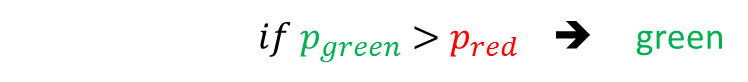 if p_green > p_red 🡺 green